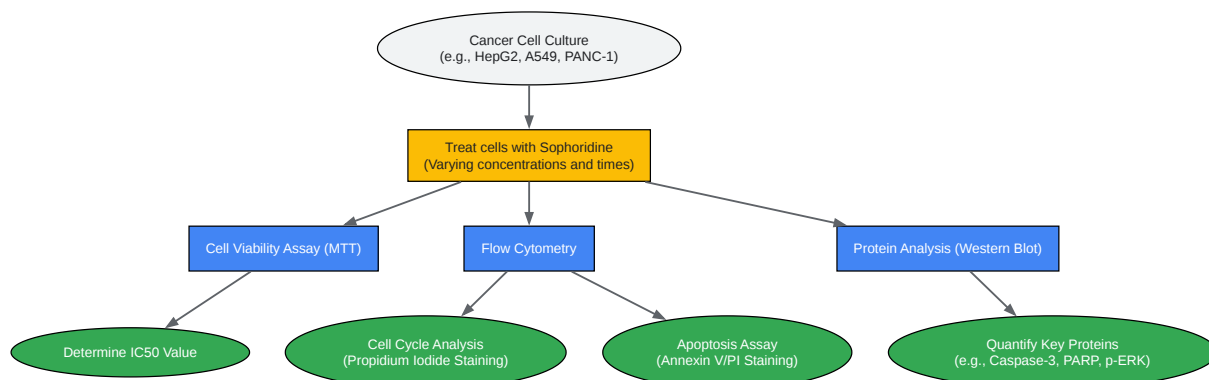 Cancer Cell Culture
(e.g., HepG2, A549, PANC-1)
Treat cells with Sophoridine
(Varying concentrations and times)
Cell Viability Assay (MTT)
Flow Cytometry
Protein Analysis (Western Blot)
Determine IC50 Value
Cell Cycle Analysis
(Propidium Iodide Staining)
Apoptosis Assay
(Annexin V/PI Staining)
Quantify Key Proteins
(e.g., Caspase-3, PARP, p-ERK)